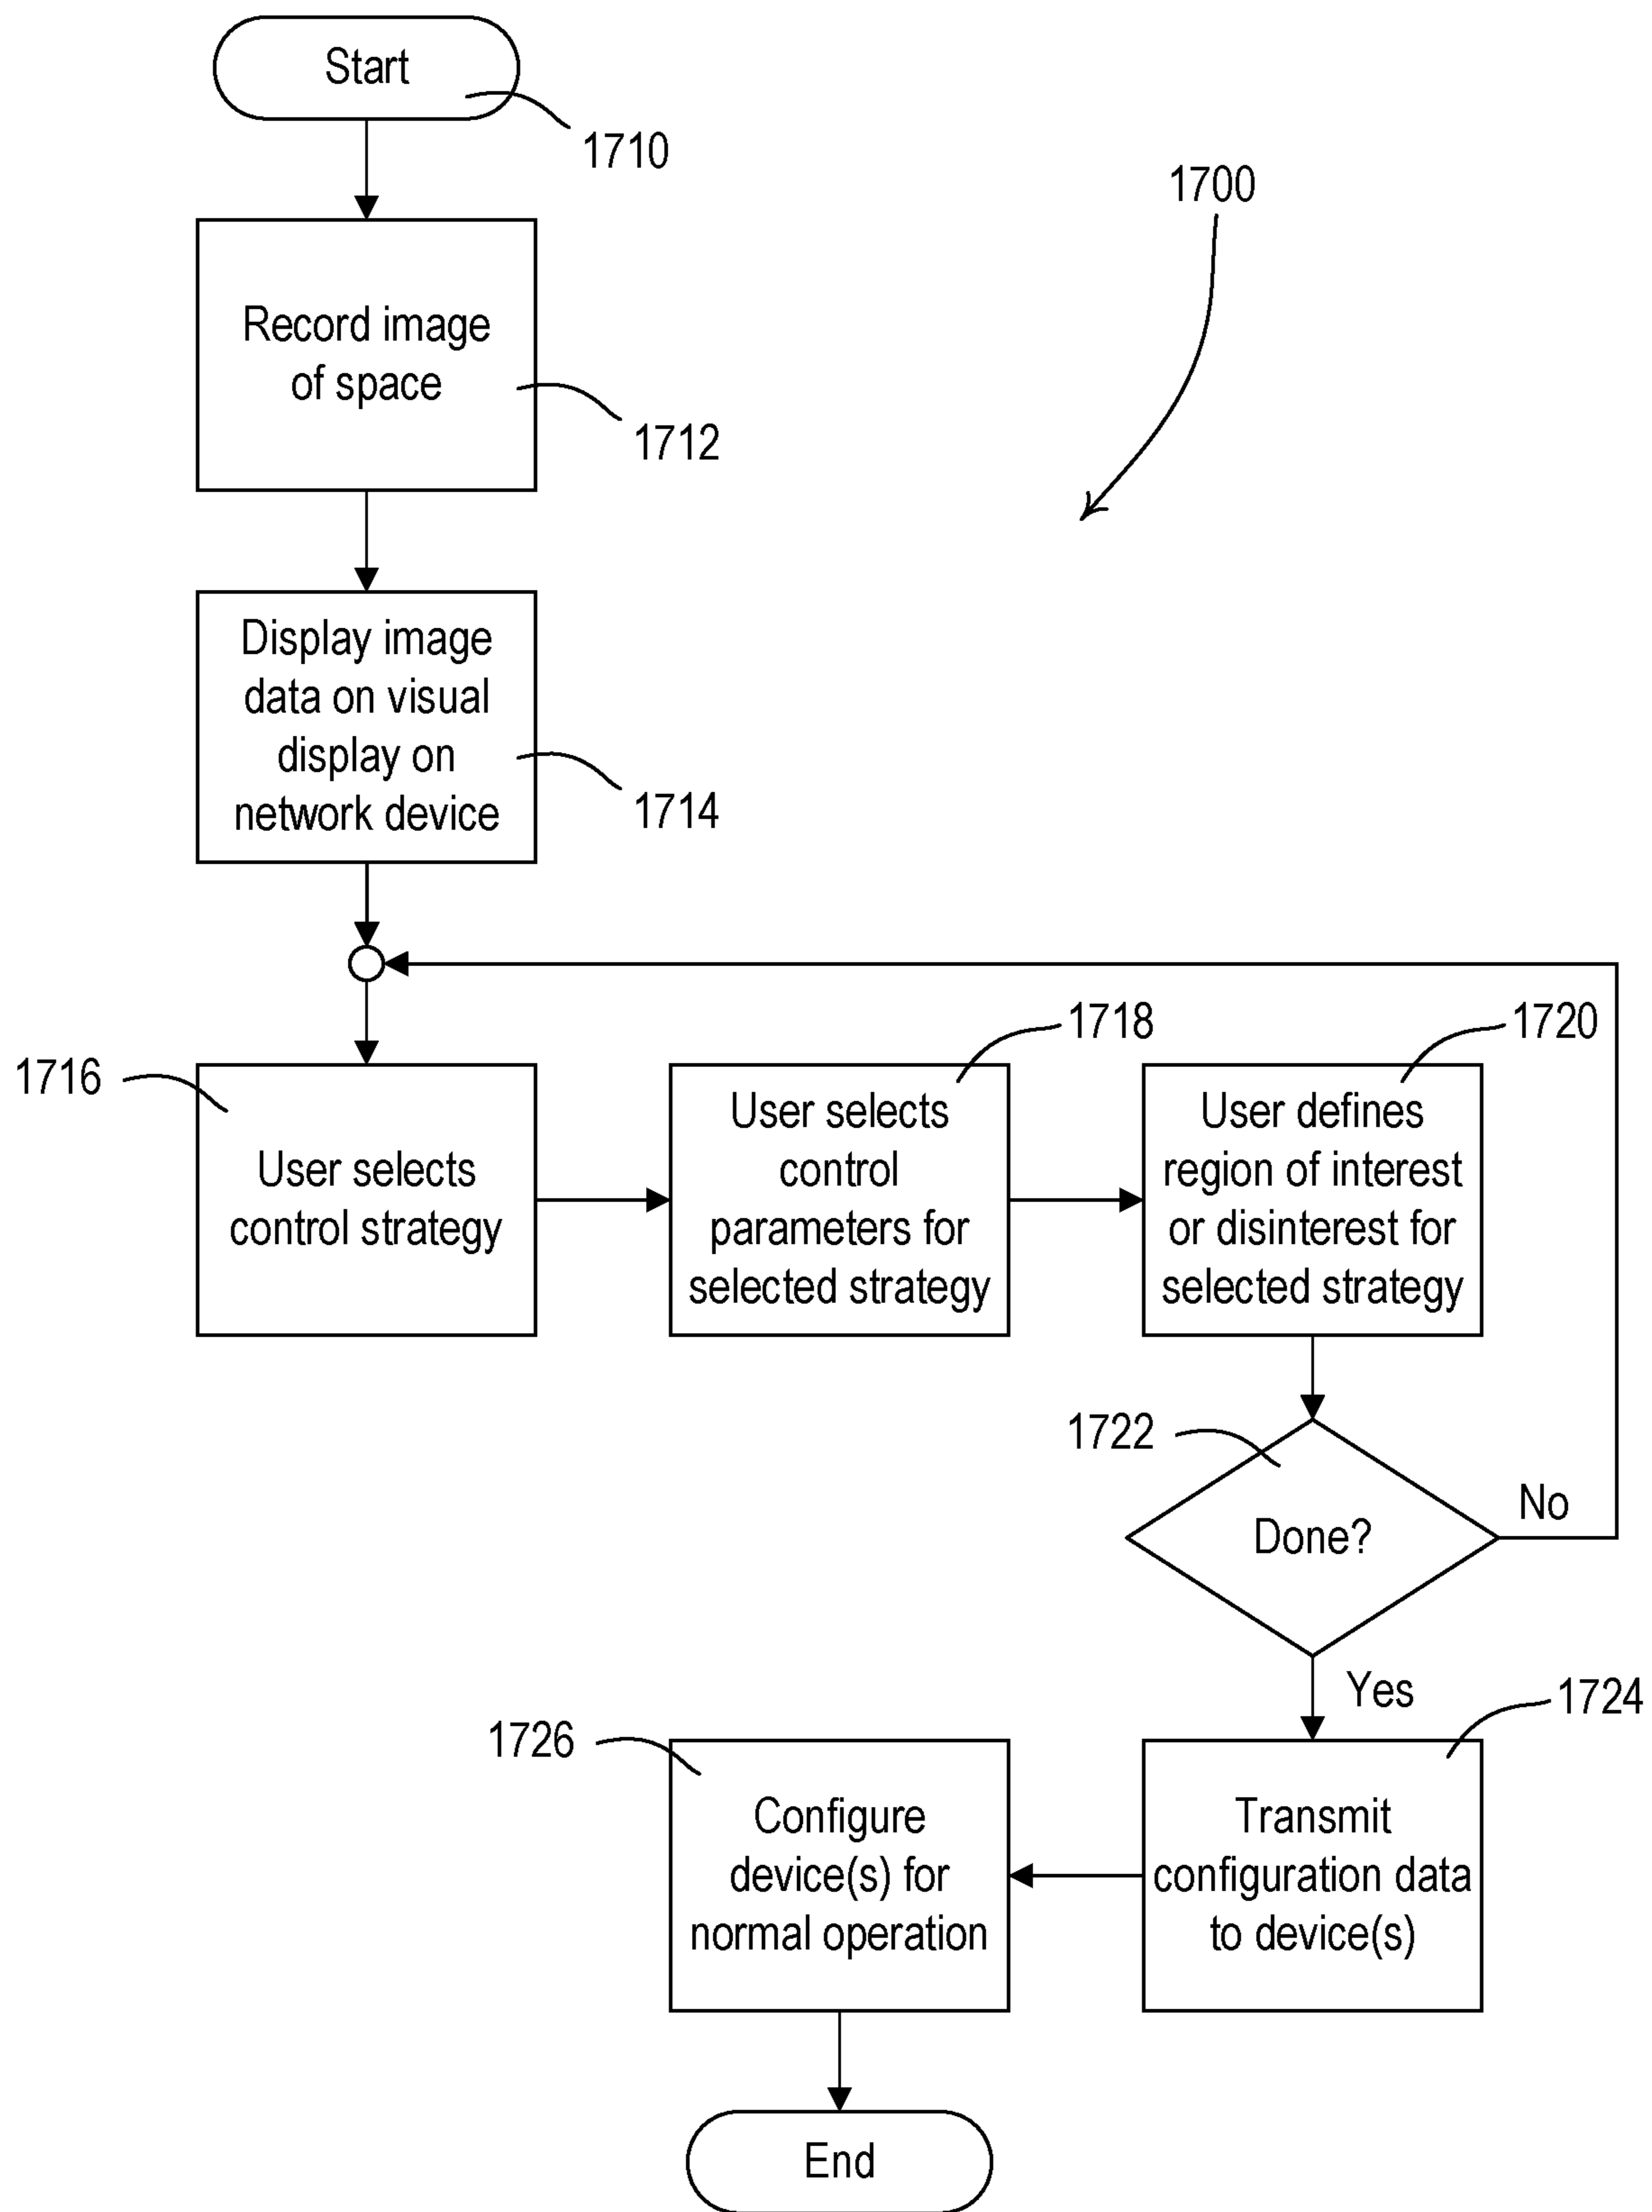 Start
1710
1700
Record image
of space
1712
Display image
data on visual
display on
network device
1714
1716
User selects
control strategy
1718
User selects
control
parameters for
selected strategy
1720
User defines
region of interest
or disinterest for
selected strategy
1722
Done?
No
Yes
1724
Transmit
configuration data
to device(s)
1726
Configure
device(s) for
normal operation
End